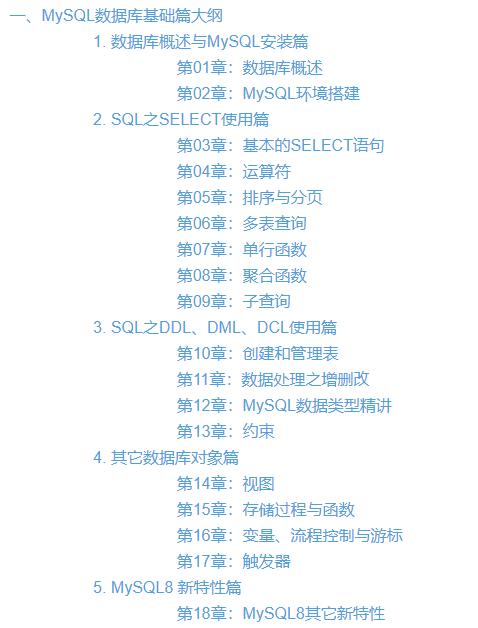 一、MySQL数据库基础篇大纲
1. 数据库概述与MySQL安装篇
第01章：数据库概述
第02章：MySQL环境搭建
2. SQL之SELECT使用篇
第03章：基本的SELECT语句
第04章：运算符
第05章：排序与分页
第06章：多表查询
第07章：单行函数
第08章：聚合函数
第09章：子查询
3. SQL之DDL、DML、DCL使用篇
第10章：创建和管理表
第11章：数据处理之增删改
第12章：MySQL数据类型精讲
第13章：约束
4. 其它数据库对象篇
第14章：视图
第15章：存储过程与函数
第16章：变量、流程控制与游标
第17章：触发器
5. MySQL8 新特性篇
第18章：MySQL8其它新特性